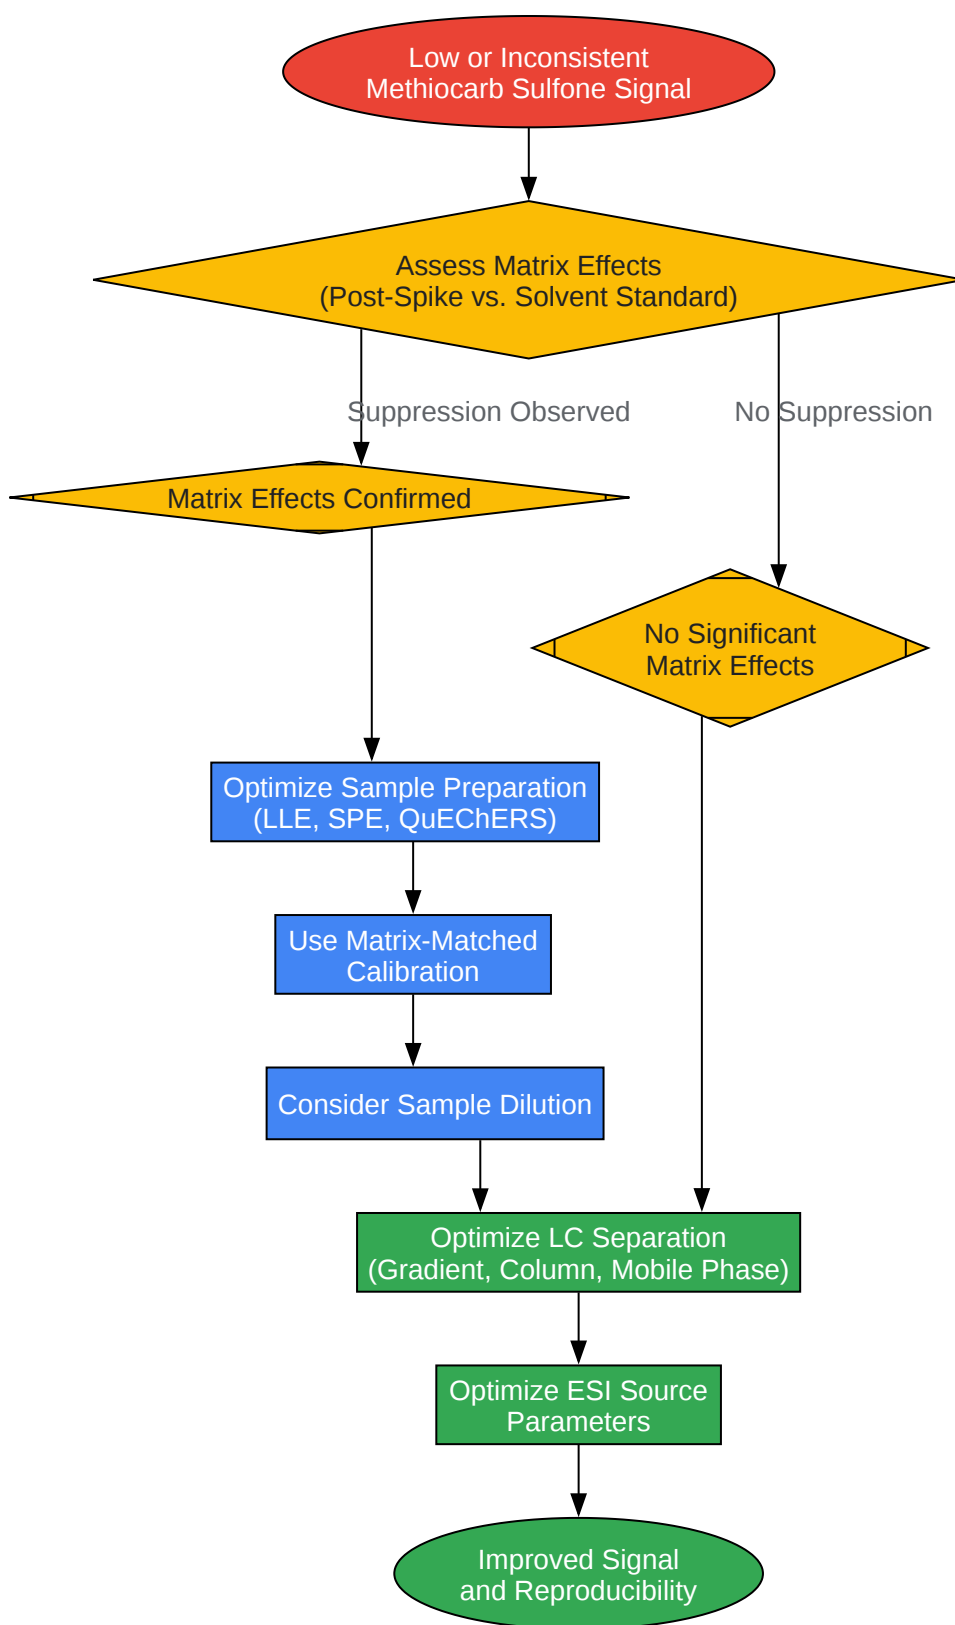 Low or Inconsistent
Methiocarb Sulfone Signal
Assess Matrix Effects
(Post-Spike vs. Solvent Standard)
Suppression Observed
No Suppression
Matrix Effects Confirmed
No Significant
Matrix Effects
Optimize Sample Preparation
(LLE, SPE, QuEChERS)
Use Matrix-Matched
Calibration
Consider Sample Dilution
Optimize LC Separation
(Gradient, Column, Mobile Phase)
Optimize ESI Source
Parameters
Improved Signal
and Reproducibility